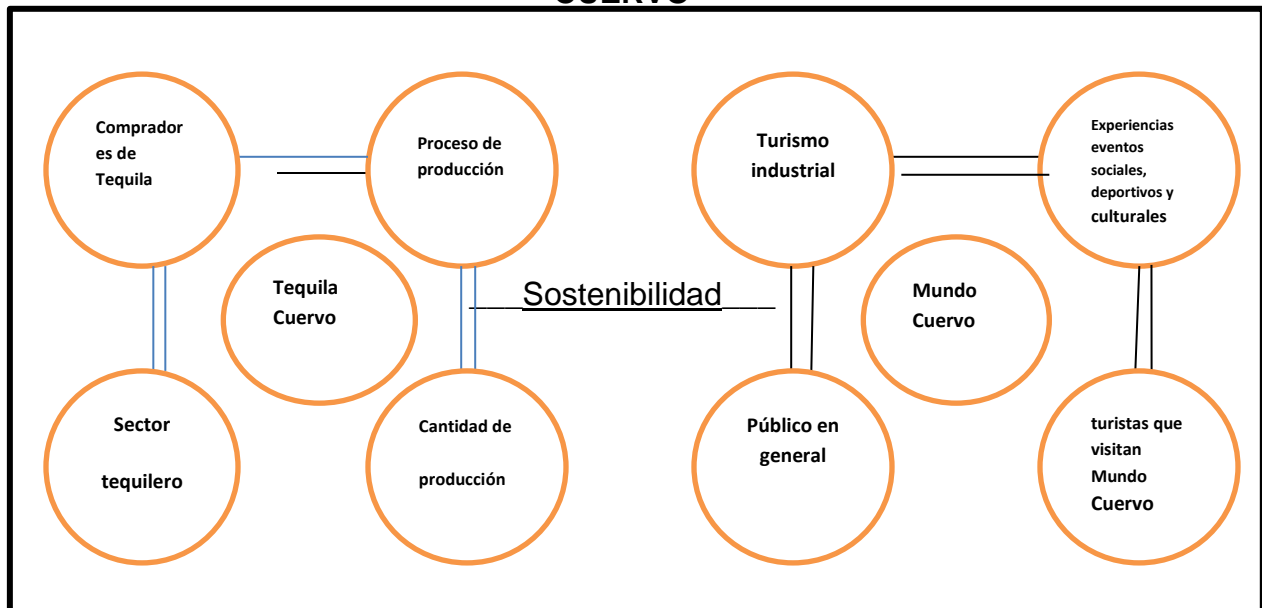 CUERVO
Comprador
es de
Tequila
Proceso de
producción
Turismo
industrial
Experiencias
eventos
sociales,
deportivos y
culturales
Tequila
Cuervo
Sostenibilidad
Mundo
Cuervo
Sector
tequilero
Cantidad de
producción
Público en
general
turistas que
visitan
Mundo
Cuervo